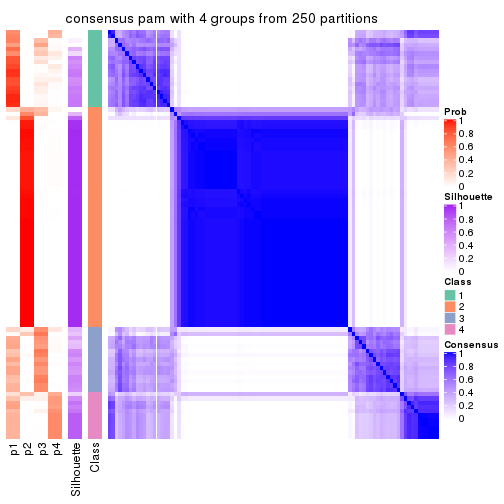 consensus pam with 4 groups from 250 partitions
Prob
1
0.8
0.6
0.4
0.2
0
Silhouette
1
0.8
0.6
0.4
0.2
0
Class
1
2
3
4
Consensus
1
0.8
0.6
0.4
0.2
0
p1
p2
p3
p4
Silhouette
Class